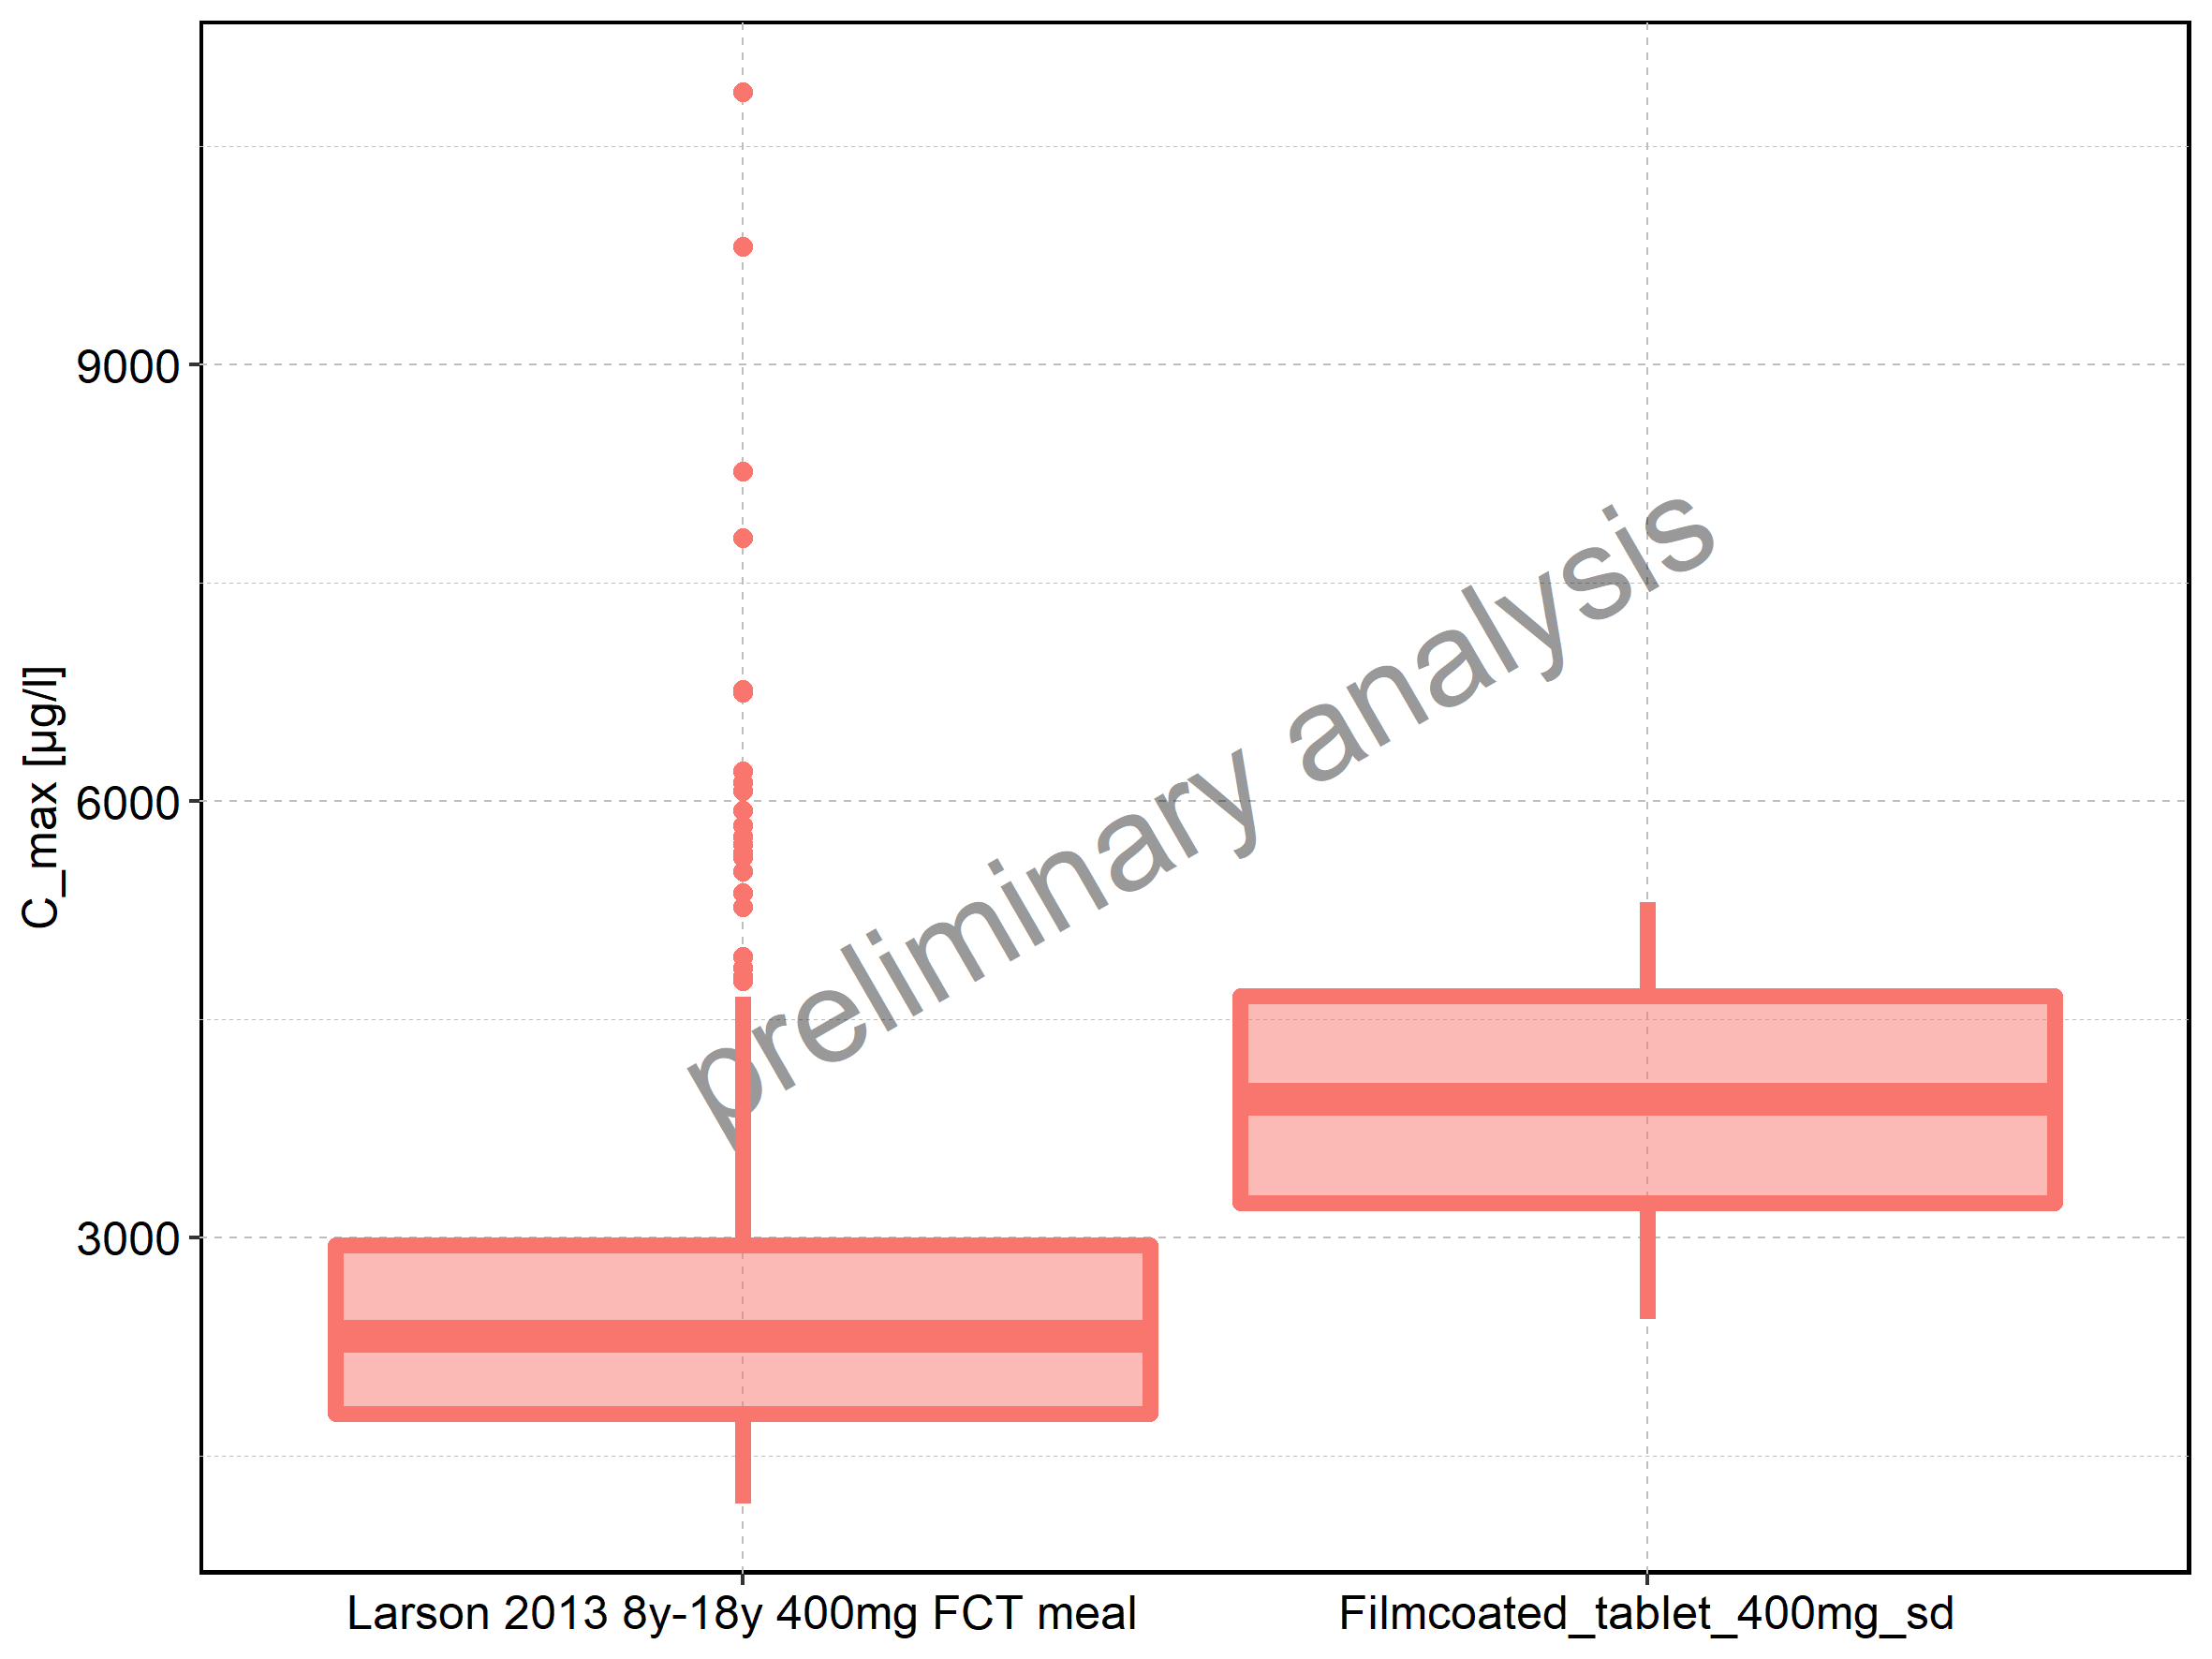 C_max [µg/l]
9000
6000
3000
preliminary analysis
Larson 2013 8y-18y 400mg FCT meal
Filmcoated_tablet_400mg_sd